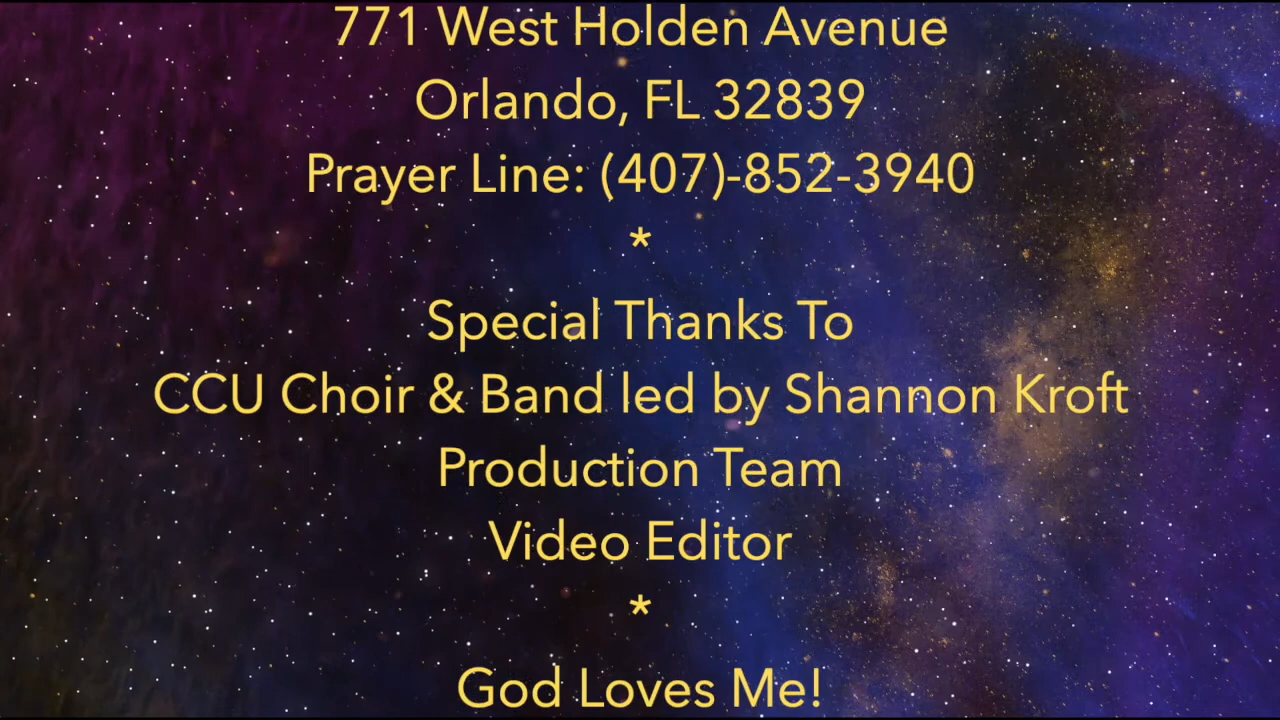 771 West Holden Avenue
Orlando, FL 32839
Prayer Line: (407)-852-3940
*
Special Thanks To
CCU Choir & Band led by Shannon Kroft
Production Team
Video Editor
*
God Loves Me!